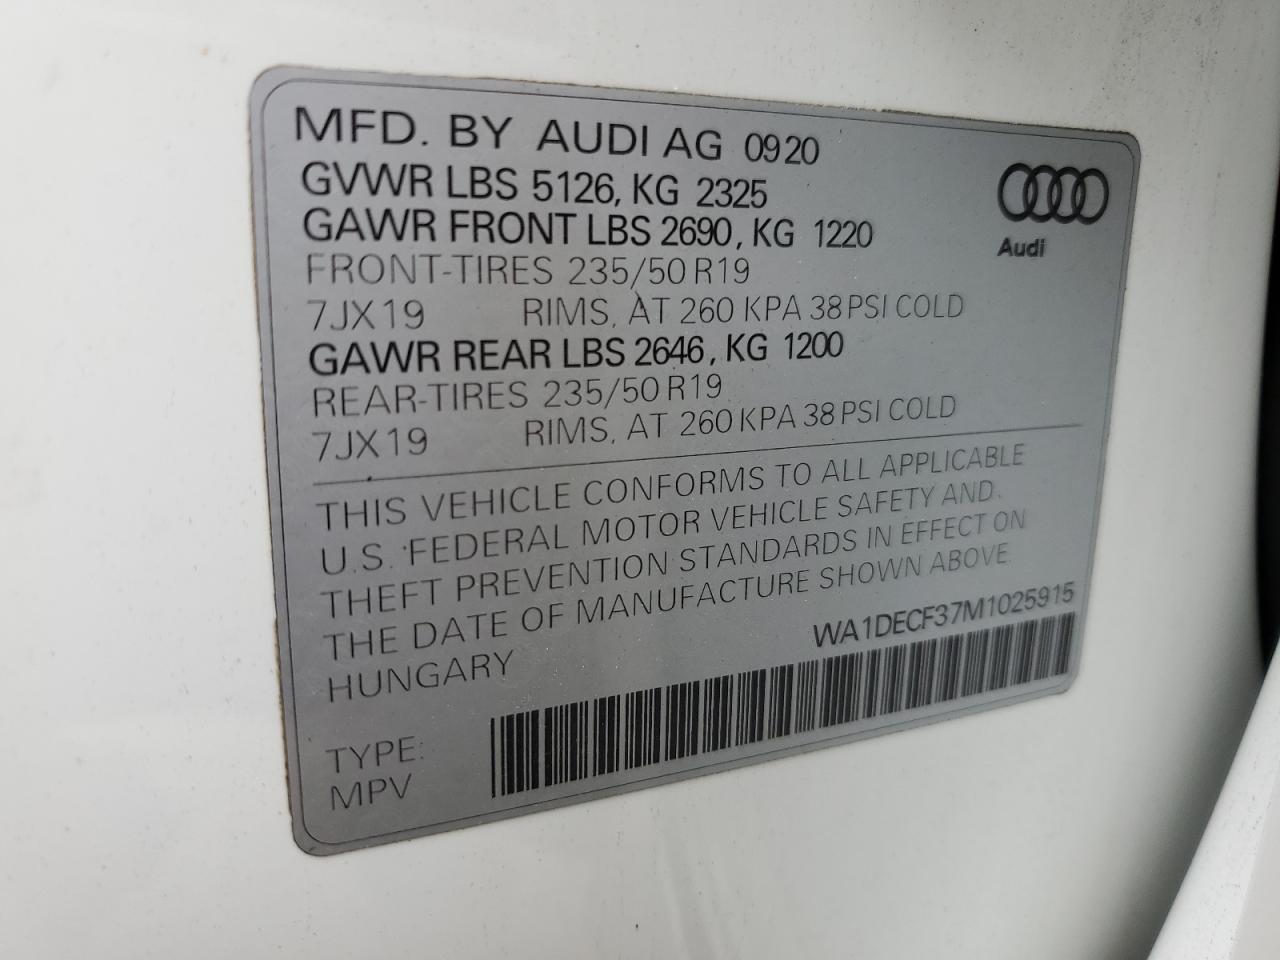 MFD. BY AUDI AG 0920
GVWR LBS 5126, KG 2325
GAWR FRONT LBS 2690, KG 1220
FRONT-TIRES 235/50 R19
7JX19 RIMS, AT 260 KPA 38 PSI COLD
GAWR REAR LBS 2646, KG 1200
REAR-TIRES 235/50 R19
7JX19 RIMS, AT 260 KPA 38 PSI COLD
Audi
THIS VEHICLE CONFORMS TO ALL APPLICABLE
U.S. FEDERAL MOTOR VEHICLE SAFETY AND
THEFT PREVENTION STANDARDS IN EFFECT ON
THE DATE OF MANUFACTURE SHOWN ABOVE.
HUNGARY
WA1DECF37M1025915
TYPE:
MPV